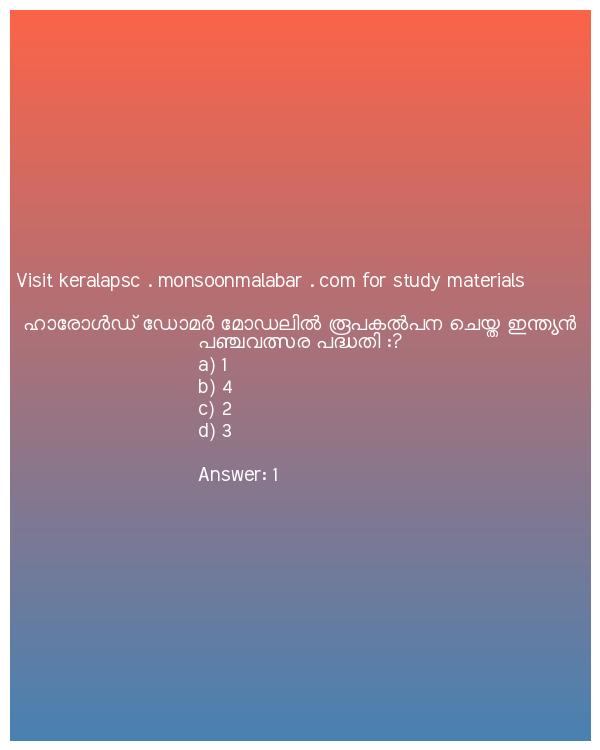 Visit keralapsc . monsoonmalabar . com for study materials
ഹാരോൾഡ് ഡോമർ മോഡലിൽ രൂപകൽപന ചെയ്ത ഇന്ത്യൻ
പഞ്ചവത്സര പദ്ധതി :?
a) 1
b) 4
c) 2
d) 3
Answer: 1